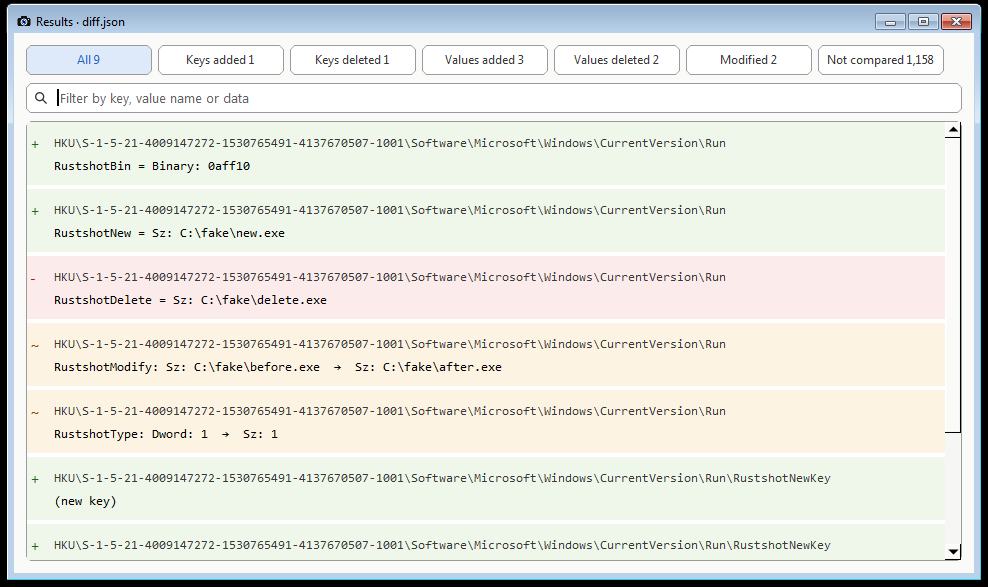 Results · diff.json
All 9
Keys added 1
Keys deleted 1
Values added 3
Values deleted 2
Modified 2
Not compared 1,158
Filter by key, value name or data
+ HKU\S-1-5-21-4009147272-1530765491-4137670507-1001\Software\Microsoft\Windows\CurrentVersion\Run
RustshotBin = Binary: 0aff10
+ HKU\S-1-5-21-4009147272-1530765491-4137670507-1001\Software\Microsoft\Windows\CurrentVersion\Run
RustshotNew = Sz: C:\fake\new.exe
- HKU\S-1-5-21-4009147272-1530765491-4137670507-1001\Software\Microsoft\Windows\CurrentVersion\Run
RustshotDelete = Sz: C:\fake\delete.exe
~ HKU\S-1-5-21-4009147272-1530765491-4137670507-1001\Software\Microsoft\Windows\CurrentVersion\Run
RustshotModify: Sz: C:\fake\before.exe → Sz: C:\fake\after.exe
~ HKU\S-1-5-21-4009147272-1530765491-4137670507-1001\Software\Microsoft\Windows\CurrentVersion\Run
RustshotType: Dword: 1 → Sz: 1
+ HKU\S-1-5-21-4009147272-1530765491-4137670507-1001\Software\Microsoft\Windows\CurrentVersion\Run\RustshotNewKey
(new key)
+ HKU\S-1-5-21-4009147272-1530765491-4137670507-1001\Software\Microsoft\Windows\CurrentVersion\Run\RustshotNewKey